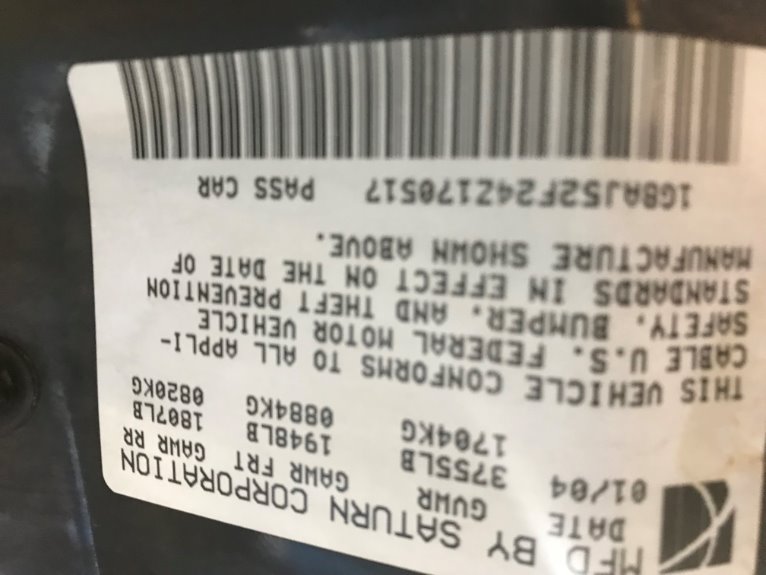 MFD BY SATURN CORPORATION
DATE GVWR GAWR FRT GAWR RR
01/04 3755LB 1948LB 1807LB
1704KG 0884KG 0820KG
THIS VEHICLE CONFORMS TO ALL APPLI-
CABLE U.S. FEDERAL MOTOR VEHICLE
SAFETY, BUMPER, AND THEFT PREVENTION
STANDARDS IN EFFECT ON THE DATE OF
MANUFACTURE SHOWN ABOVE.
1G8AJ52F24Z170517 PASS CAR